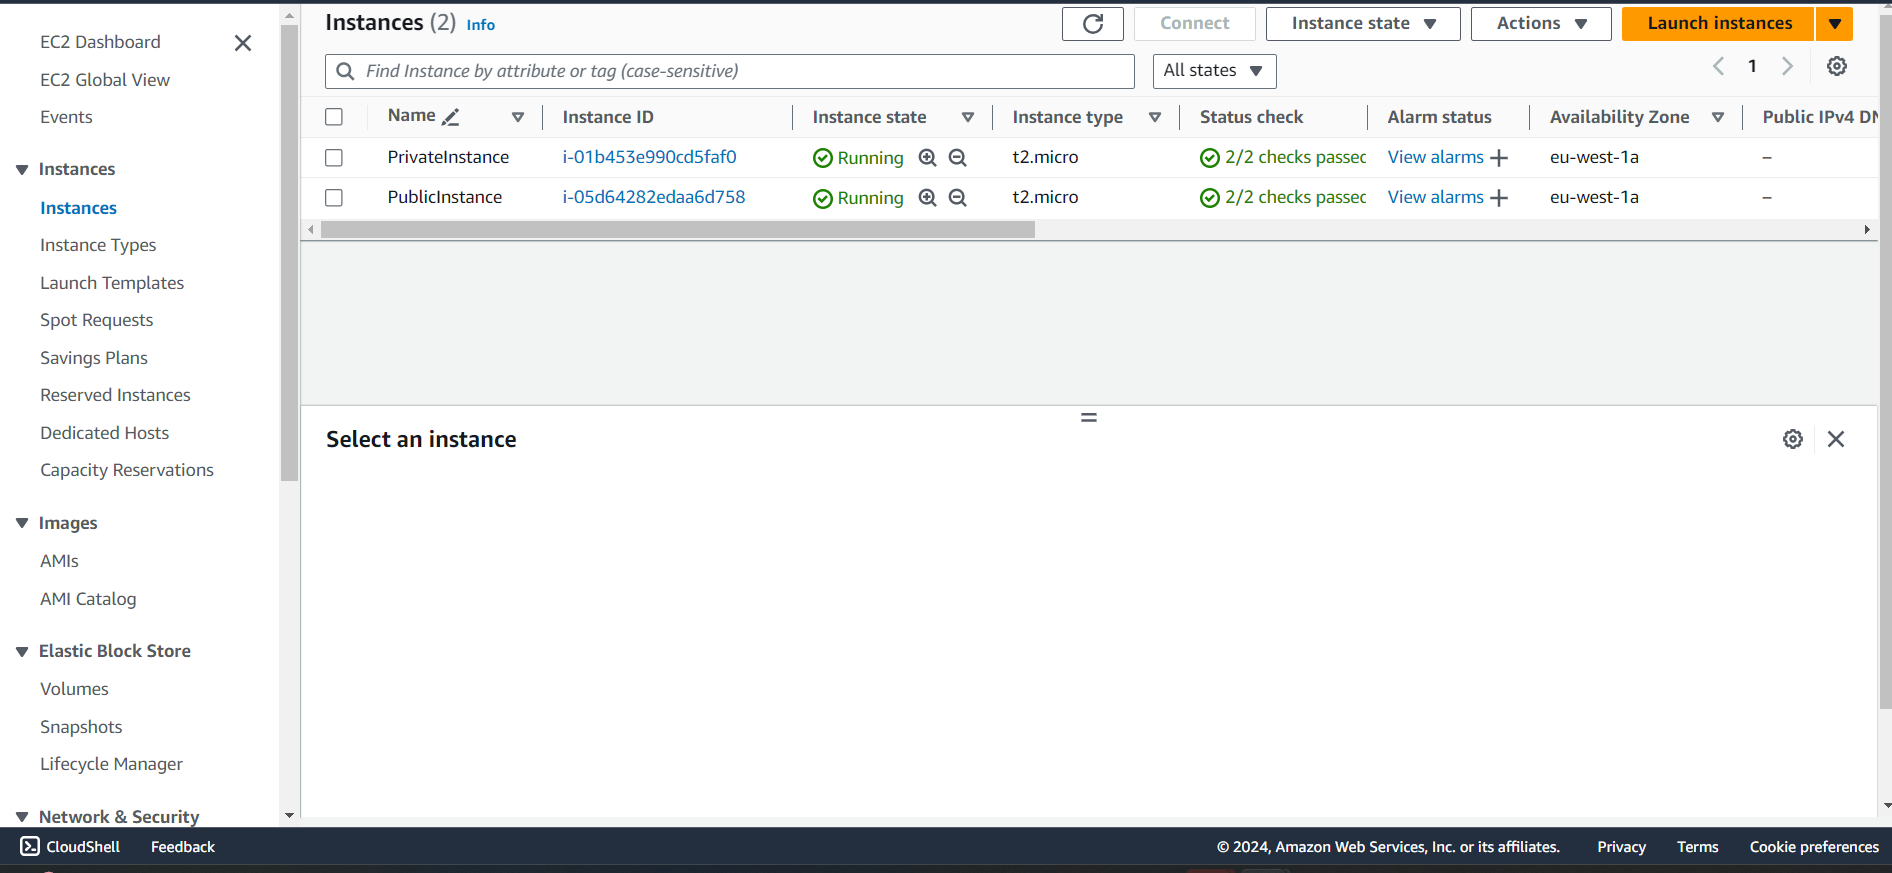 EC2 Dashboard
EC2 Global View
Events
Instances
Instances
Instance Types
Launch Templates
Spot Requests
Savings Plans
Reserved Instances
Dedicated Hosts
Capacity Reservations
Images
AMIs
AMI Catalog
Elastic Block Store
Volumes
Snapshots
Lifecycle Manager
Network & Security
Instances (2) Info
Connect
Instance state
Actions
Launch instances
Find Instance by attribute or tag (case-sensitive)
All states
1
Name Instance ID Instance state Instance type Status check Alarm status Availability Zone Public IPv4 DN
PrivateInstance i-01b453e990cd5faf0 Running t2.micro 2/2 checks passec View alarms + eu-west-1a –
PublicInstance i-05d64282edaa6d758 Running t2.micro 2/2 checks passec View alarms + eu-west-1a –
Select an instance
CloudShell Feedback © 2024, Amazon Web Services, Inc. or its affiliates. Privacy Terms Cookie preferences